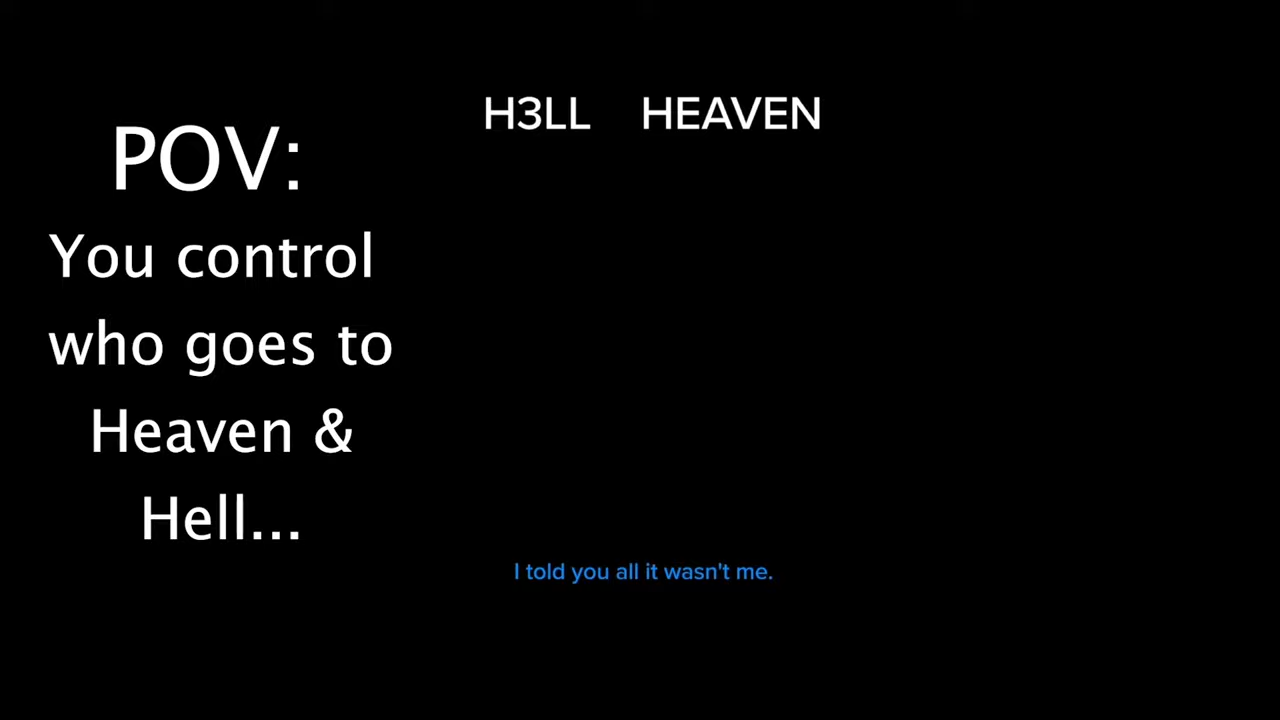 POV:
You control
who goes to
Heaven &
Hell...
H3LL HEAVEN
I told you all it wasn't me.